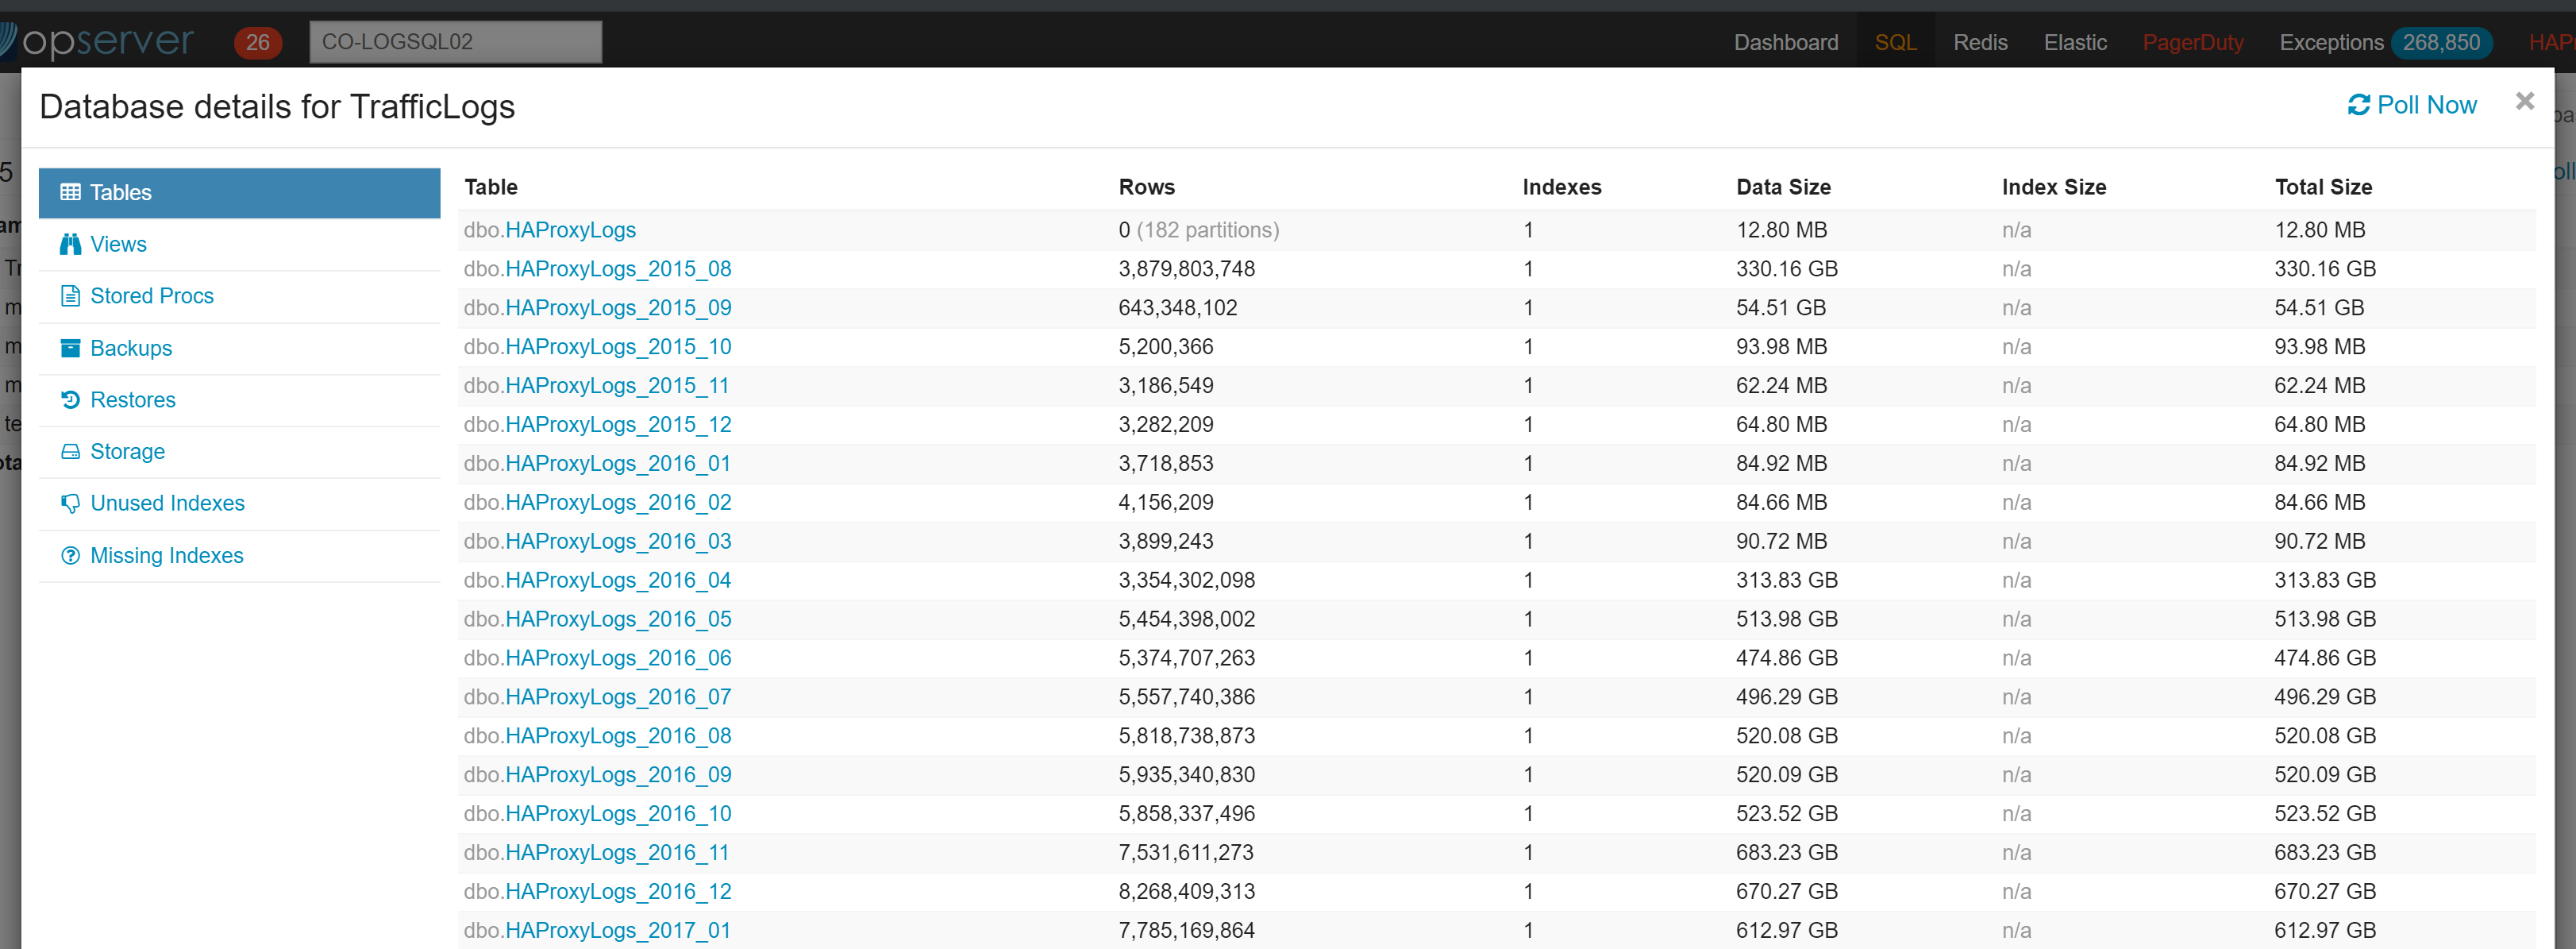 opserver 26 CO-LOGSQL02 Dashboard SQL Redis Elastic PagerDuty Exceptions 268,850
Database details for TrafficLogs Poll Now ×
Tables
Views
Stored Procs
Backups
Restores
Storage
Unused Indexes
Missing Indexes
Table Rows Indexes Data Size Index Size Total Size
dbo.HAProxyLogs 0 (182 partitions) 1 12.80 MB n/a 12.80 MB
dbo.HAProxyLogs_2015_08 3,879,803,748 1 330.16 GB n/a 330.16 GB
dbo.HAProxyLogs_2015_09 643,348,102 1 54.51 GB n/a 54.51 GB
dbo.HAProxyLogs_2015_10 5,200,366 1 93.98 MB n/a 93.98 MB
dbo.HAProxyLogs_2015_11 3,186,549 1 62.24 MB n/a 62.24 MB
dbo.HAProxyLogs_2015_12 3,282,209 1 64.80 MB n/a 64.80 MB
dbo.HAProxyLogs_2016_01 3,718,853 1 84.92 MB n/a 84.92 MB
dbo.HAProxyLogs_2016_02 4,156,209 1 84.66 MB n/a 84.66 MB
dbo.HAProxyLogs_2016_03 3,899,243 1 90.72 MB n/a 90.72 MB
dbo.HAProxyLogs_2016_04 3,354,302,098 1 313.83 GB n/a 313.83 GB
dbo.HAProxyLogs_2016_05 5,454,398,002 1 513.98 GB n/a 513.98 GB
dbo.HAProxyLogs_2016_06 5,374,707,263 1 474.86 GB n/a 474.86 GB
dbo.HAProxyLogs_2016_07 5,557,740,386 1 496.29 GB n/a 496.29 GB
dbo.HAProxyLogs_2016_08 5,818,738,873 1 520.08 GB n/a 520.08 GB
dbo.HAProxyLogs_2016_09 5,935,340,830 1 520.09 GB n/a 520.09 GB
dbo.HAProxyLogs_2016_10 5,858,337,496 1 523.52 GB n/a 523.52 GB
dbo.HAProxyLogs_2016_11 7,531,611,273 1 683.23 GB n/a 683.23 GB
dbo.HAProxyLogs_2016_12 8,268,409,313 1 670.27 GB n/a 670.27 GB
dbo.HAProxyLogs_2017_01 7,785,169,864 1 612.97 GB n/a 612.97 GB